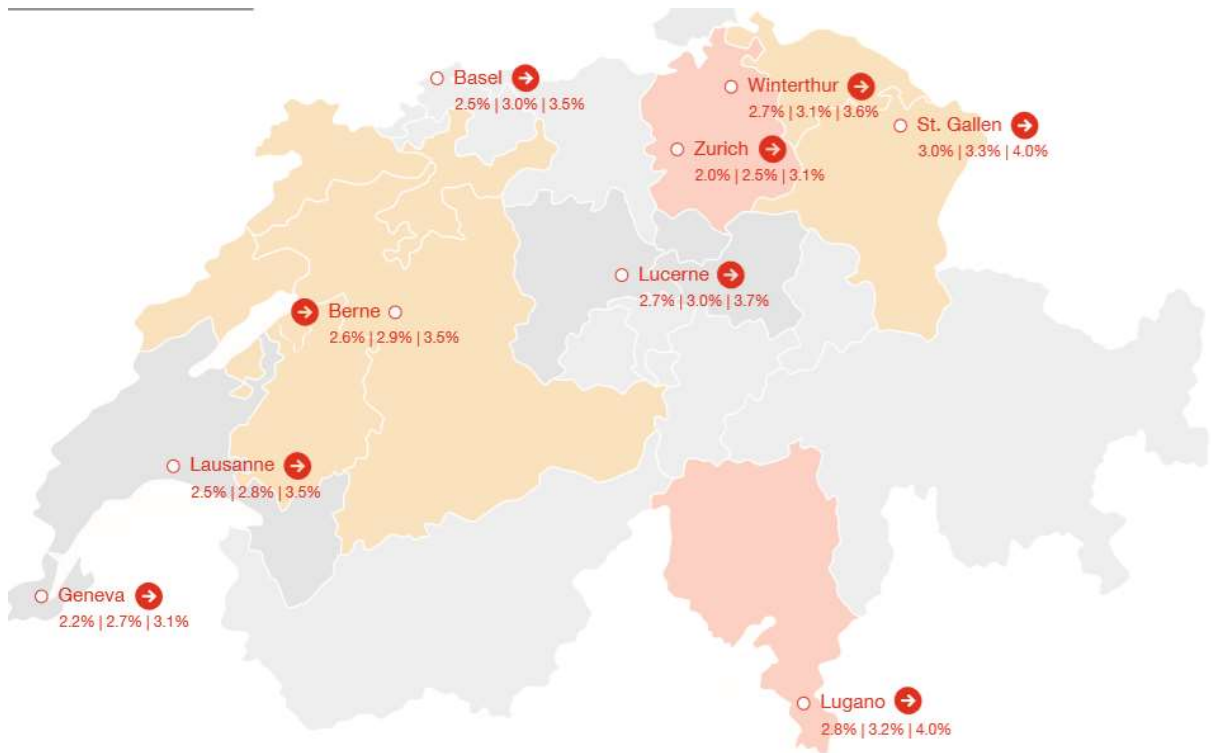 Basel
2.5% | 3.0% | 3.5%
Winterthur
2.7% | 3.1% | 3.6%
St. Gallen
3.0% | 3.3% | 4.0%
Zurich
2.0% | 2.5% | 3.1%
Lucerne
2.7% | 3.0% | 3.7%
Berne
2.6% | 2.9% | 3.5%
Lausanne
2.5% | 2.8% | 3.5%
Geneva
2.2% | 2.7% | 3.1%
Lugano
2.8% | 3.2% | 4.0%